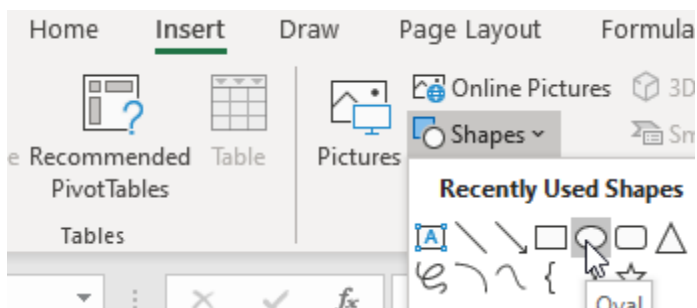 Home Insert Draw Page Layout Formula
Online Pictures 3D
Shapes
Recommended Table Pictures
PivotTables
Tables
Recently Used Shapes
A
fx
Oval